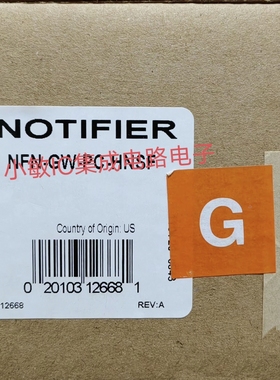 NOTIFIER
NFN-GW-PC-HNSF
小敏IC集成电路电子
Country of Origin: US
G
0 20103 12668 1
12668
REV:A